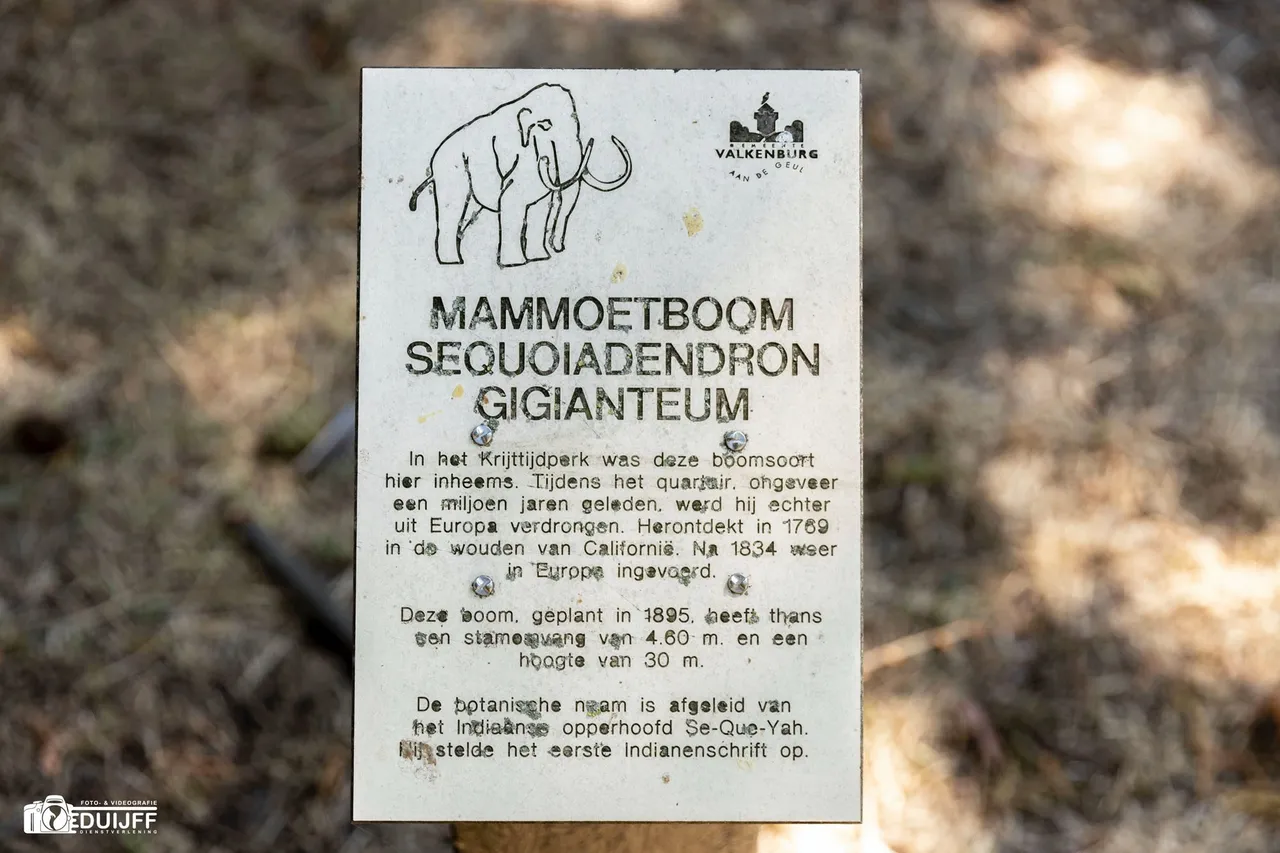 GEMEENTE
VALKENBURG
AAN DE GEUL
MAMMOETBOOM
SEQUOIADENDRON
GIGIANTEUM
In het Krijttijdperk was deze boomsoort
hier inheems. Tijdens het quartair, ongeveer
een miljoen jaren geleden, werd hij echter
uit Europa verdrongen. Herontdekt in 1769
in de wouden van Californië. Na 1834 weer
in Europa ingevoerd.
Deze boom, geplant in 1895, heeft thans
een stamomvang van 4.60 m. en een
hoogte van 30 m.
De botanische naam is afgeleid van
het Indiaanse opperhoofd Se-Quo-Yah.
Hij stelde het eerste Indianenschrift op.
FOTO- & VIDEOGRAFIE
EDUIJFF
DIENSTVERLENING